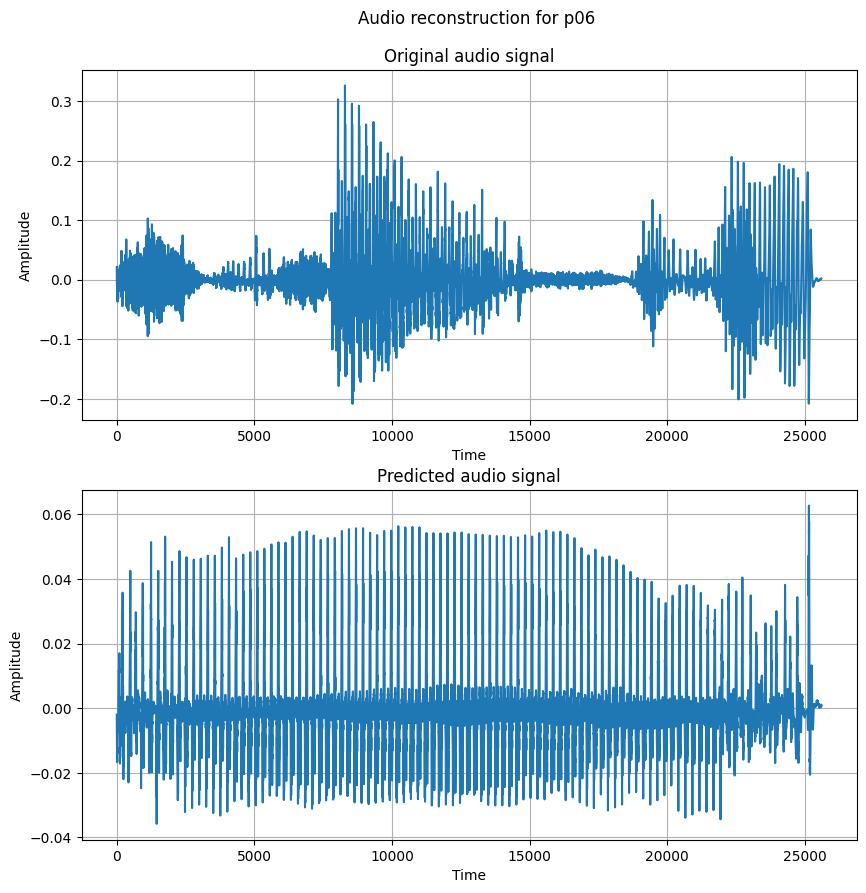 Audio reconstruction for p06
Original audio signal
Amplitude
0.3
0.2
0.1
0.0
−0.1
−0.2
0 5000 10000 15000 20000 25000
Time
Predicted audio signal
Amplitude
0.06
0.04
0.02
0.00
−0.02
−0.04
0 5000 10000 15000 20000 25000
Time